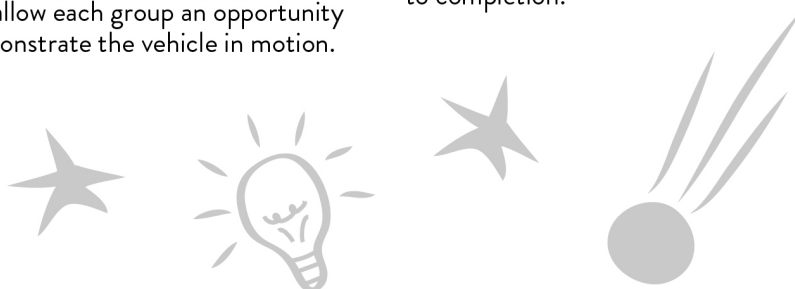 allow each group an opportunity
onstrate the vehicle in motion.
to completion.